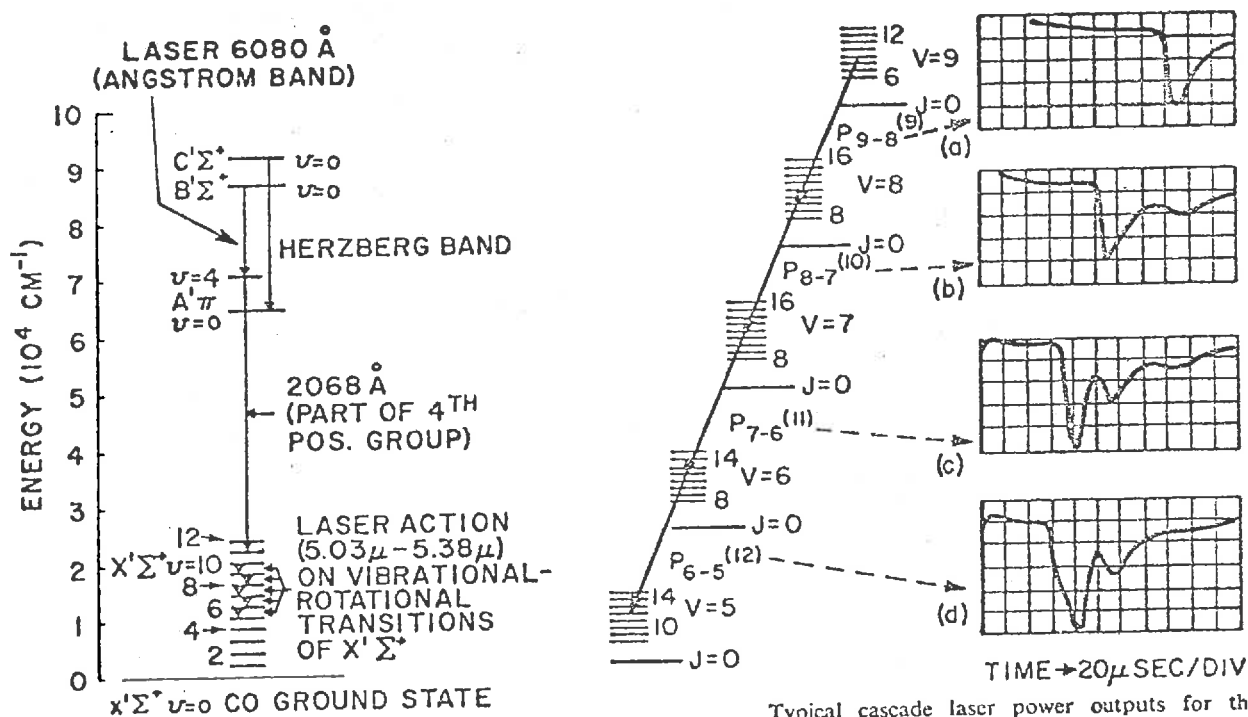 LASER 6080 Å
(ANGSTROM BAND)
10
9
8
7
6
5
4
3
2
1
0
ENERGY (10⁴ CM⁻¹)
C'Σ⁺ υ=0
B'Σ⁺ υ=0
HERZBERG BAND
υ=4
A'π
υ=0
2068 Å
(PART OF 4TH
POS. GROUP)
12
X'Σ⁺ υ=10
8
6
4
2
LASER ACTION
(5.03μ–5.38μ)
ON VIBRATIONAL-
ROTATIONAL
TRANSITIONS
OF X'Σ⁺
X'Σ⁺ υ=0 CO GROUND STATE
12
V=9
6
J=0
P9-8(9)
(a)
16
V=8
8
J=0
P8-7(10)
(b)
16
V=7
8
J=0
P7-6(11)
(c)
14
V=6
8
J=0
P6-5(12)
(d)
14
V=5
10
J=0
TIME→20μSEC/DIV
Typical cascade laser power outputs for th